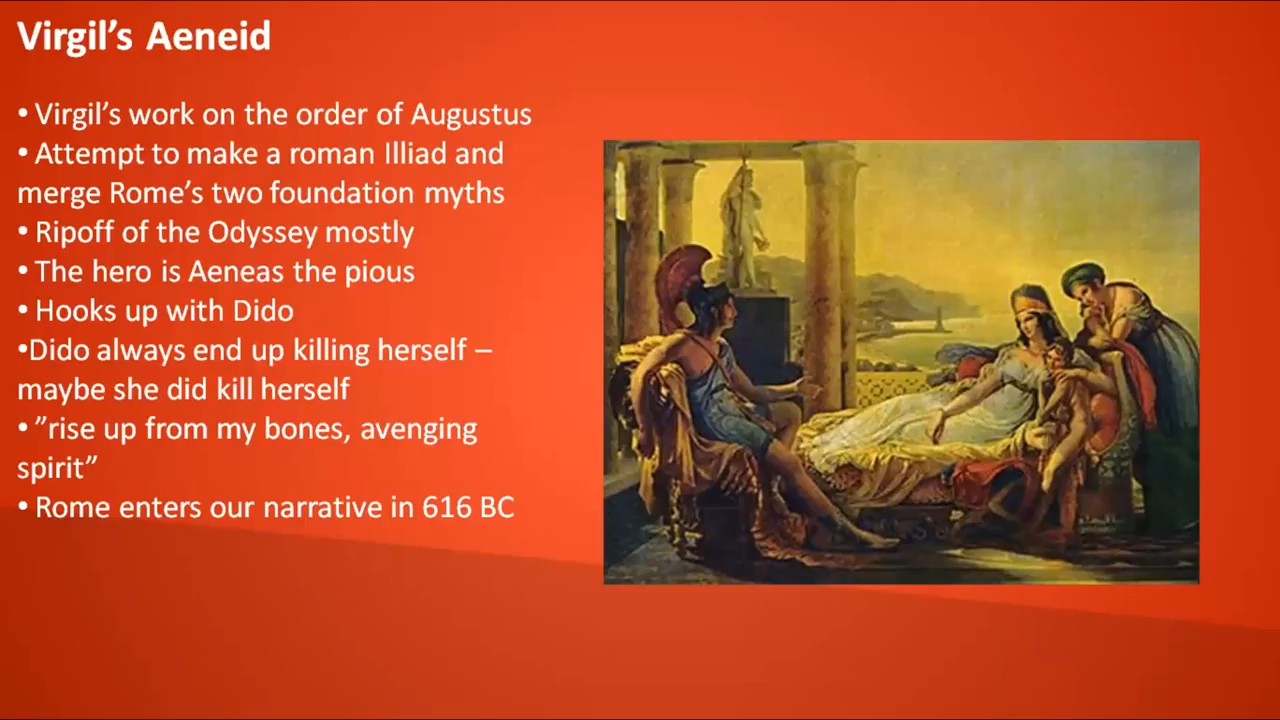 Virgil’s Aeneid
• Virgil’s work on the order of Augustus
• Attempt to make a roman Illiad and
merge Rome’s two foundation myths
• Ripoff of the Odyssey mostly
• The hero is Aeneas the pious
• Hooks up with Dido
•Dido always end up killing herself –
maybe she did kill herself
• ”rise up from my bones, avenging
spirit”
• Rome enters our narrative in 616 BC